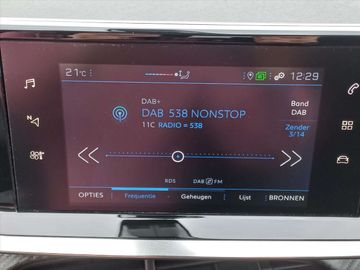 21°C
12:29
DAB+
DAB 538 NONSTOP
11C RADIO = 538
Band
DAB
Zender
3/14
N
RDS DAB FM
OPTIES Frequentie Geheugen Lijst BRONNEN